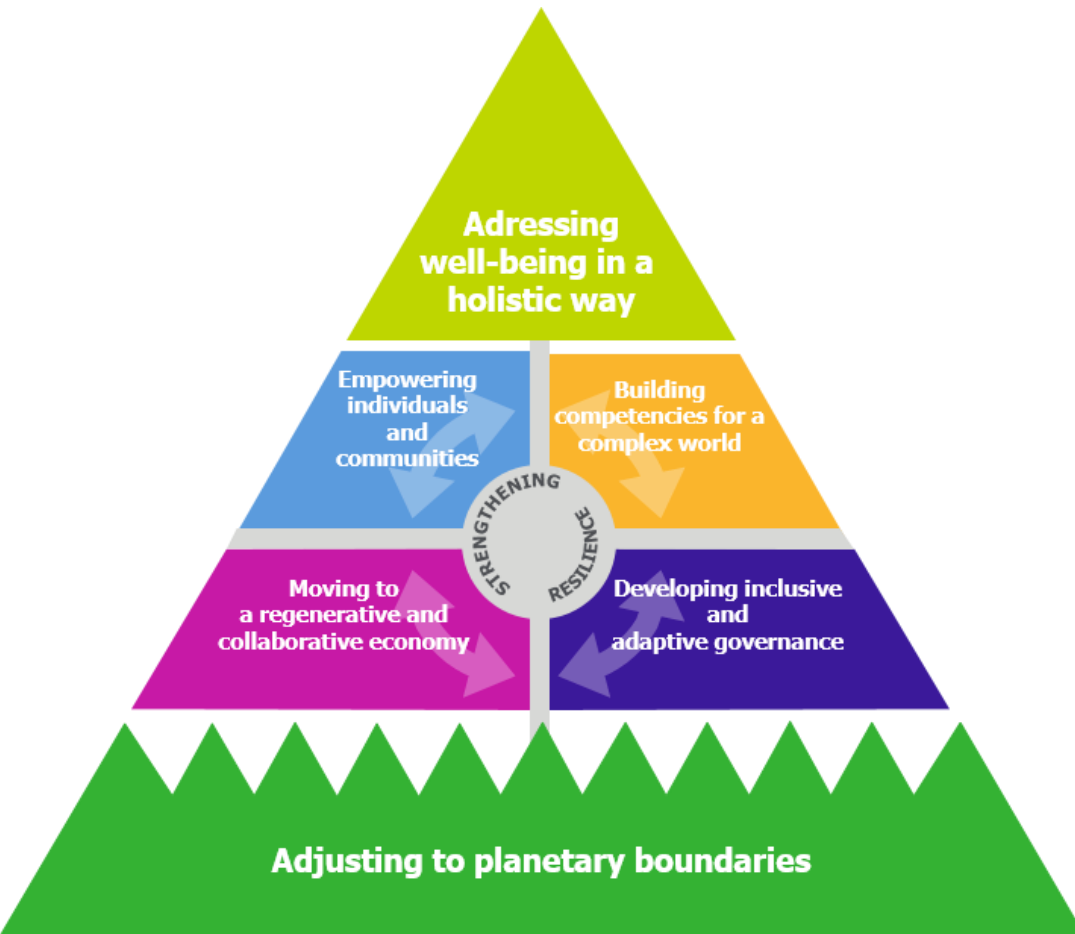 Adressing
well-being in a
holistic way
Empowering
individuals
and
communities
Building
competencies for a
complex world
STRENGTHENING
RESILIENCE
Moving to
a regenerative and
collaborative economy
Developing inclusive
and
adaptive governance
Adjusting to planetary boundaries